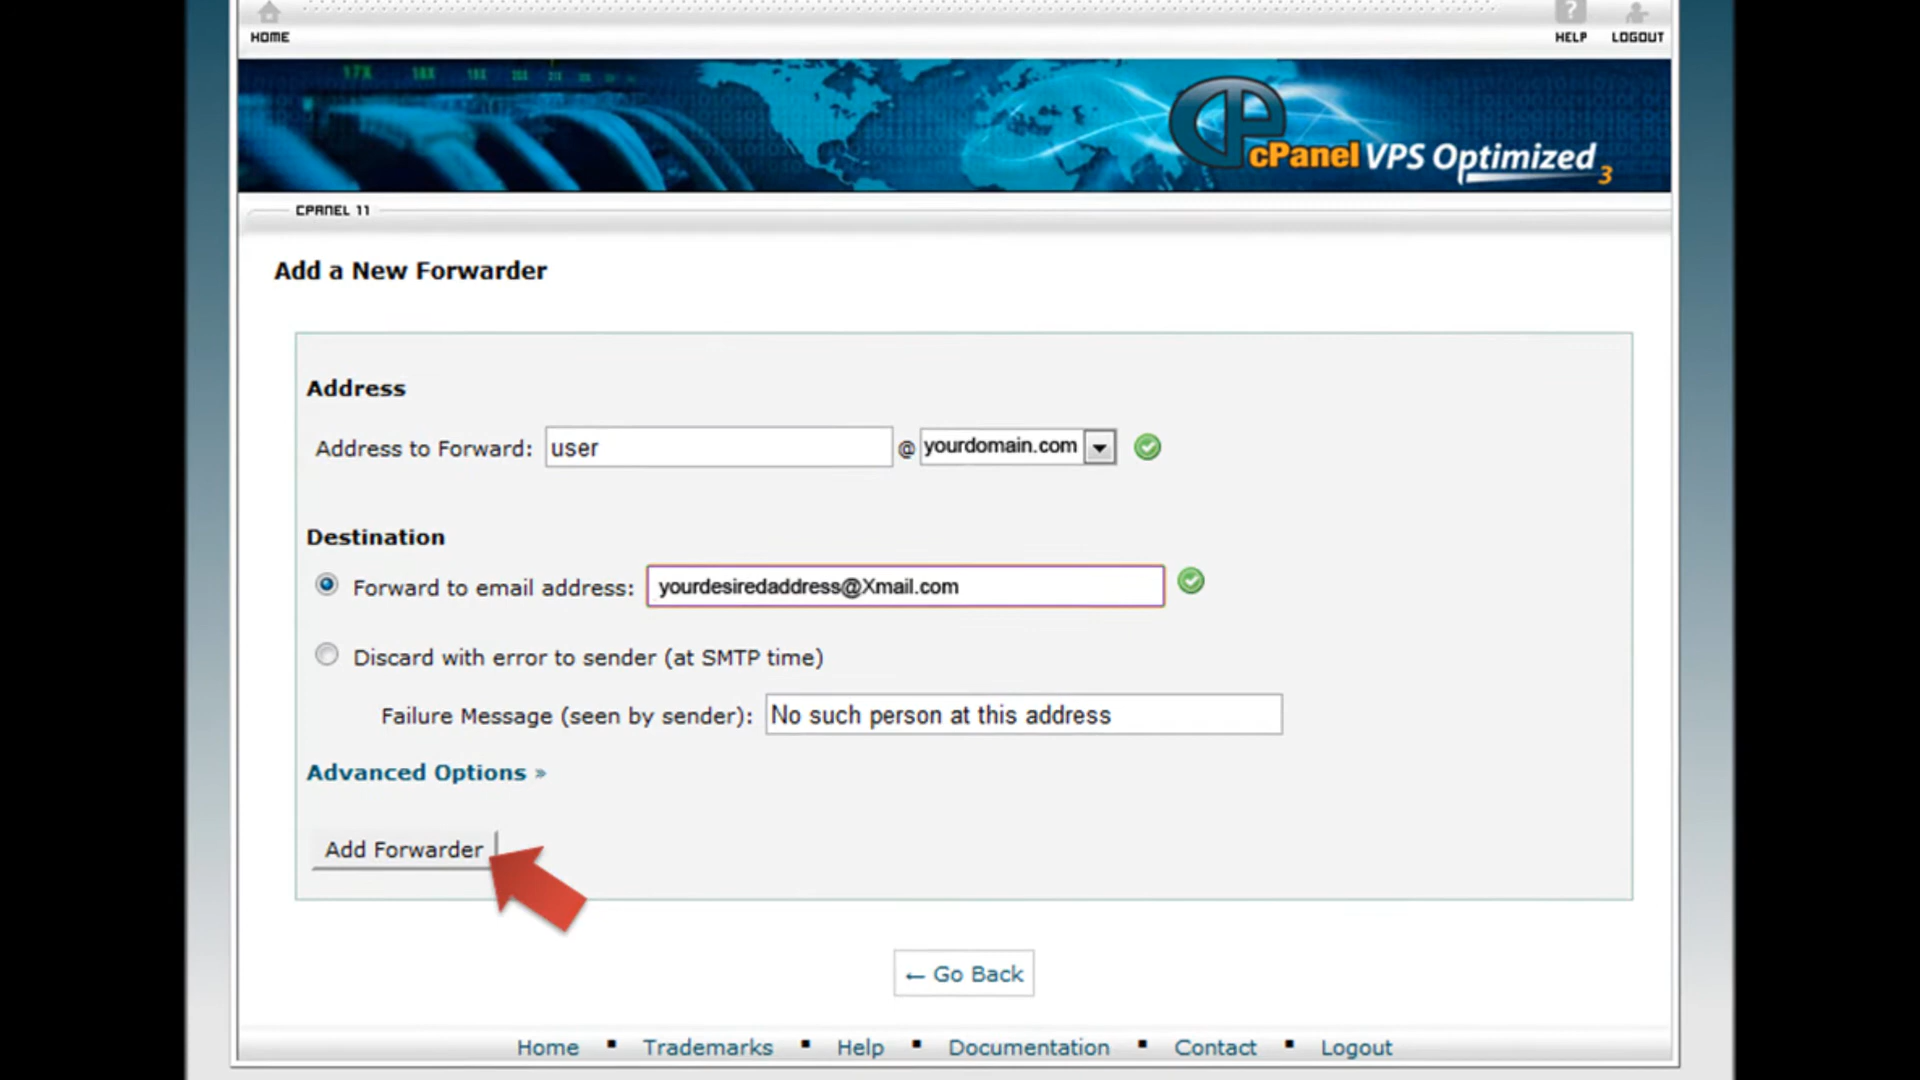 HOME
HELP
LOGOUT
cPanel VPS Optimized 3
CPANEL 11
Add a New Forwarder
Address
Address to Forward: user @ yourdomain.com
Destination
Forward to email address: yourdesiredaddress@Xmail.com
Discard with error to sender (at SMTP time)
Failure Message (seen by sender): No such person at this address
Advanced Options »
Add Forwarder
← Go Back
Home ▪ Trademarks ▪ Help ▪ Documentation ▪ Contact ▪ Logout